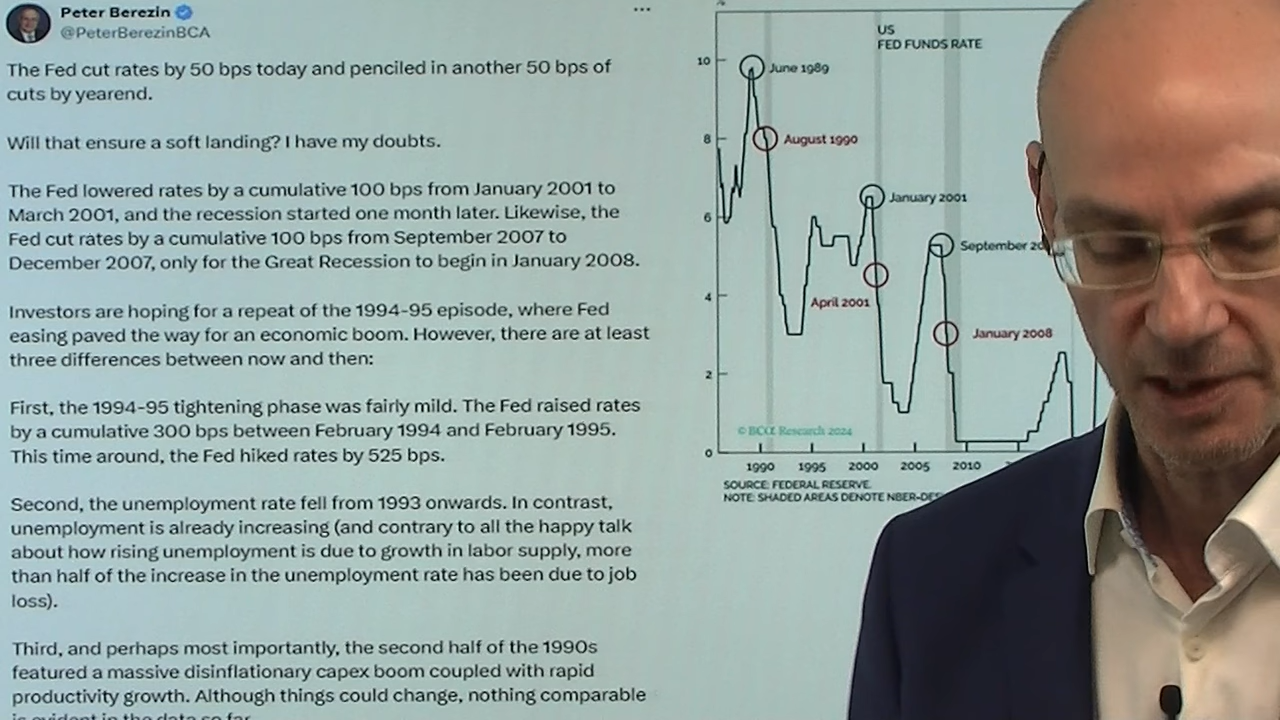 Peter Berezin
@PeterBerezinBCA
...
The Fed cut rates by 50 bps today and penciled in another 50 bps of
cuts by yearend.
Will that ensure a soft landing? I have my doubts.
The Fed lowered rates by a cumulative 100 bps from January 2001 to
March 2001, and the recession started one month later. Likewise, the
Fed cut rates by a cumulative 100 bps from September 2007 to
December 2007, only for the Great Recession to begin in January 2008.
Investors are hoping for a repeat of the 1994-95 episode, where Fed
easing paved the way for an economic boom. However, there are at least
three differences between now and then:
First, the 1994-95 tightening phase was fairly mild. The Fed raised rates
by a cumulative 300 bps between February 1994 and February 1995.
This time around, the Fed hiked rates by 525 bps.
Second, the unemployment rate fell from 1993 onwards. In contrast,
unemployment is already increasing (and contrary to all the happy talk
about how rising unemployment is due to growth in labor supply, more
than half of the increase in the unemployment rate has been due to job
loss).
Third, and perhaps most importantly, the second half of the 1990s
featured a massive disinflationary capex boom coupled with rapid
productivity growth. Although things could change, nothing comparable
is evident in the data so far
%
US
FED FUNDS RATE
10
June 1989
8
August 1990
6
January 2001
September 20
4
April 2001
January 2008
2
© BCA Research 2024
0
1990 1995 2000 2005 2010
SOURCE: FEDERAL RESERVE.
NOTE: SHADED AREAS DENOTE NBER-DES